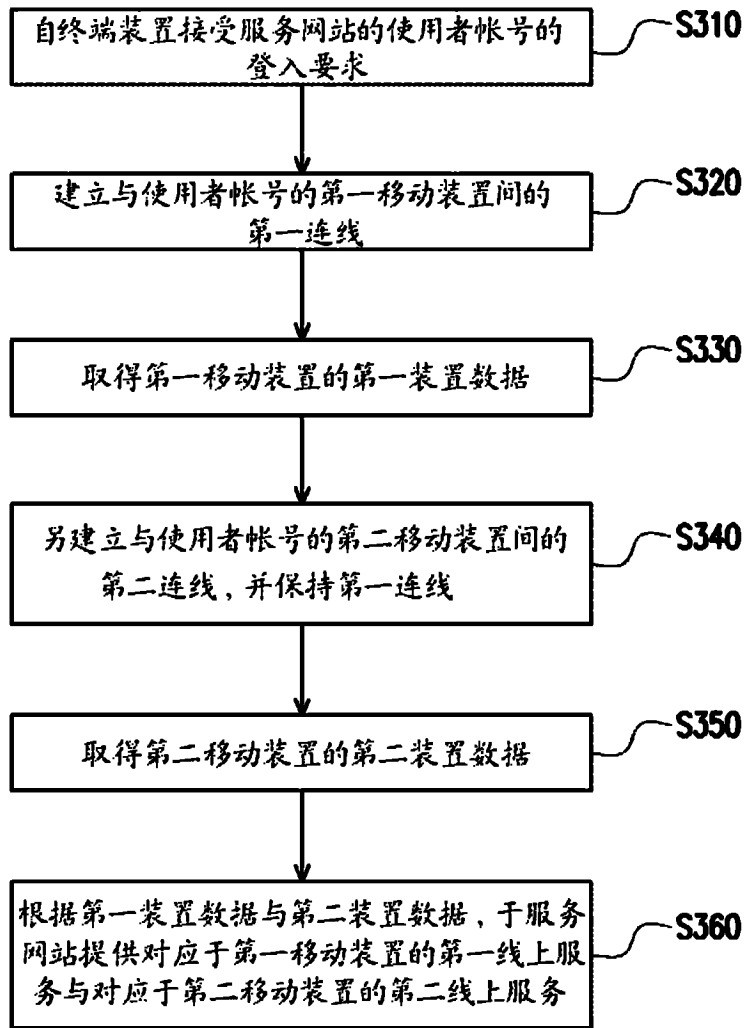 自终端装置接受服务网站的使用者帐号的
登入要求
S310
建立与使用者帐号的第一移动装置间的
第一连线
S320
取得第一移动装置的第一装置数据
S330
另建立与使用者帐号的第二移动装置间的
第二连线，并保持第一连线
S340
取得第二移动装置的第二装置数据
S350
根据第一装置数据与第二装置数据，于服务
网站提供对应于第一移动装置的第一线上服
务与对应于第二移动装置的第二线上服务
S360